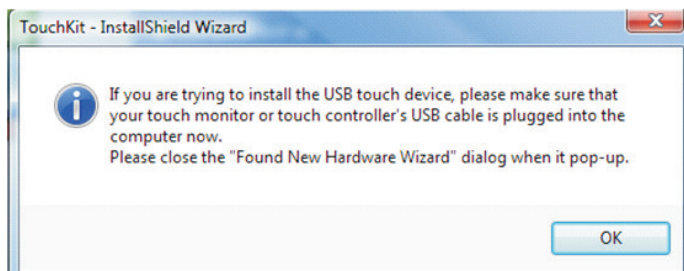 TouchKit - InstallShield Wizard
If you are trying to install the USB touch device, please make sure that
your touch monitor or touch controller's USB cable is plugged into the
computer now.
Please close the "Found New Hardware Wizard" dialog when it pop-up.
OK